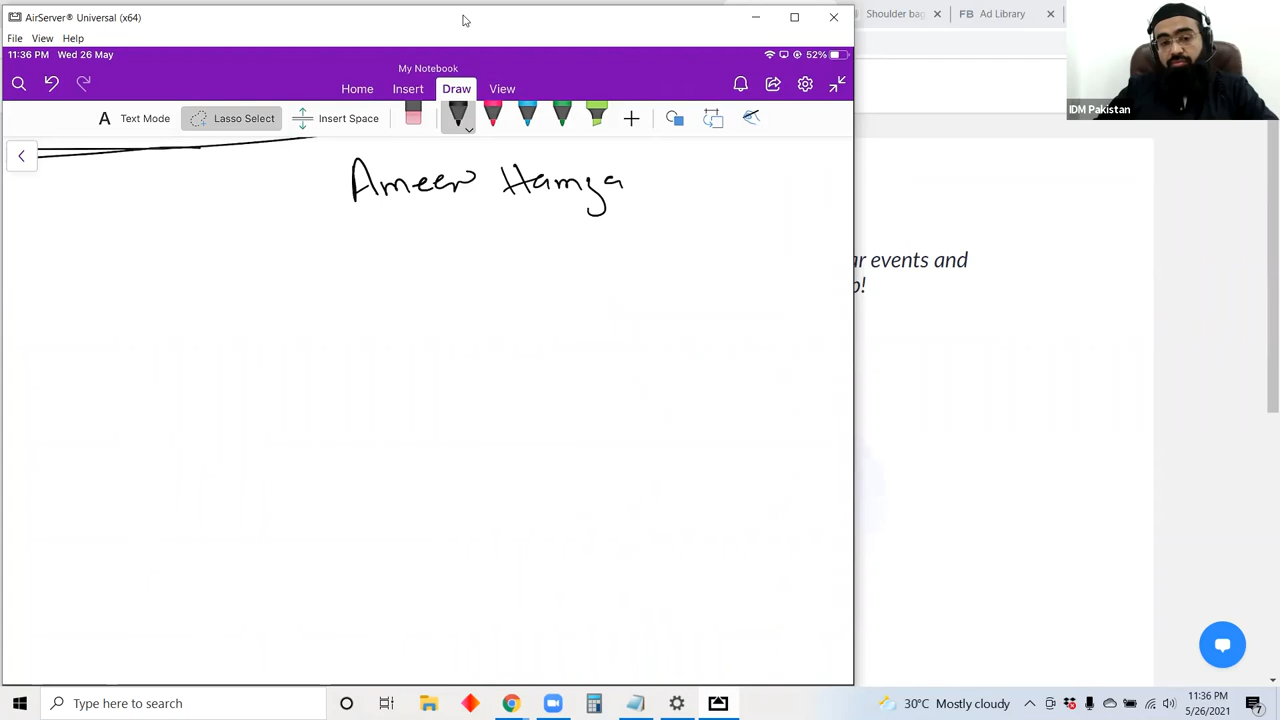 AirServer® Universal (x64)
Shoulder bag
FB Ad Library
File View Help
11:36 PM Wed 26 May
52%
My Notebook
Home Insert Draw View
A Text Mode Lasso Select Insert Space
IDM Pakistan
Ameer Hamza
ar events and
o!
Type here to search
30°C Mostly cloudy
11:36 PM
5/26/2021
7